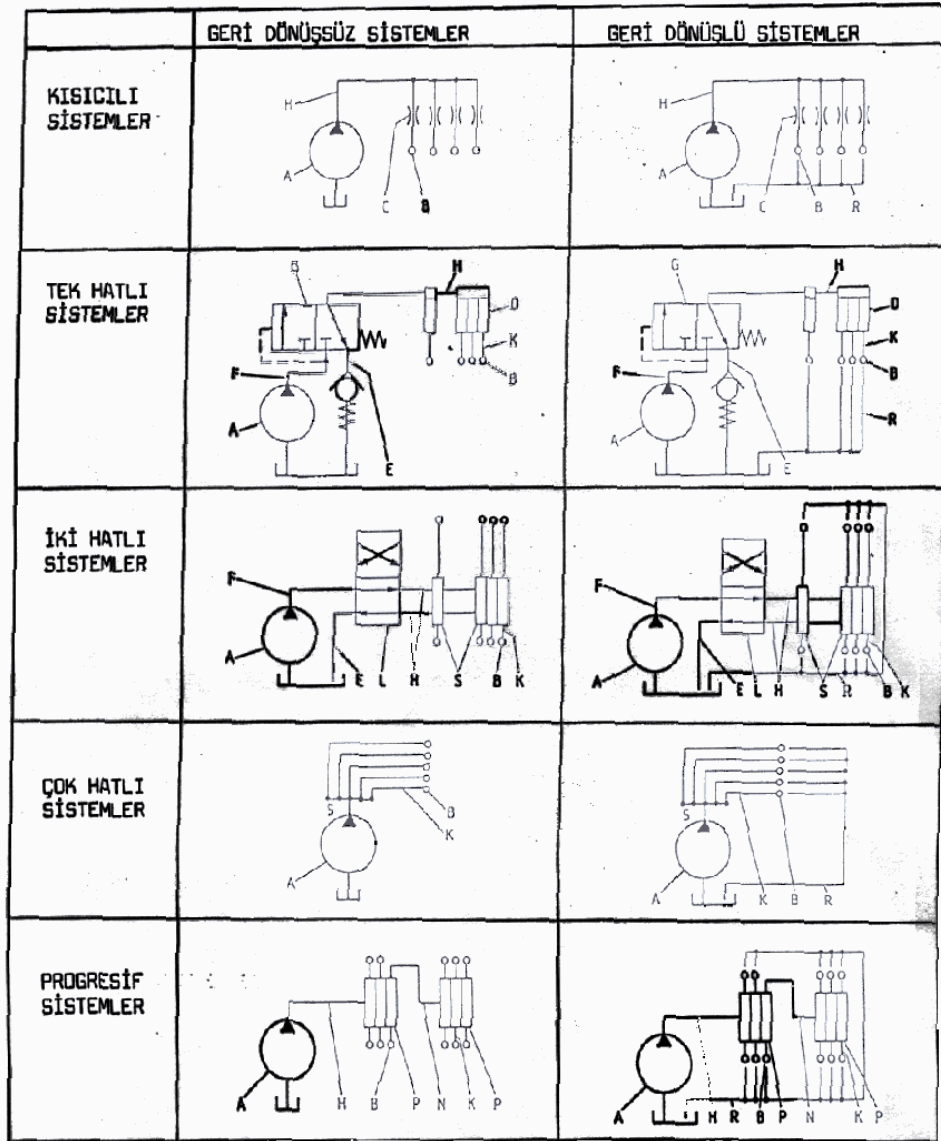 GERİ DÖNÜŞSÜZ SİSTEMLER
GERİ DÖNÜŞLÜ SİSTEMLER
KISICILI
SİSTEMLER
H
A
C
B
H
A
C
B
R
TEK HATLI
SİSTEMLER
B
H
D
K
B
F
A
E
G
H
D
K
B
R
F
A
E
İKİ HATLI
SİSTEMLER
F
A
E L H S B K
F
A
E L H S R B K
ÇOK HATLI
SİSTEMLER
S
B
K
A
S
A
K B R
PROGRESİF
SİSTEMLER
A
H B P N K P
A
H R B P N K P